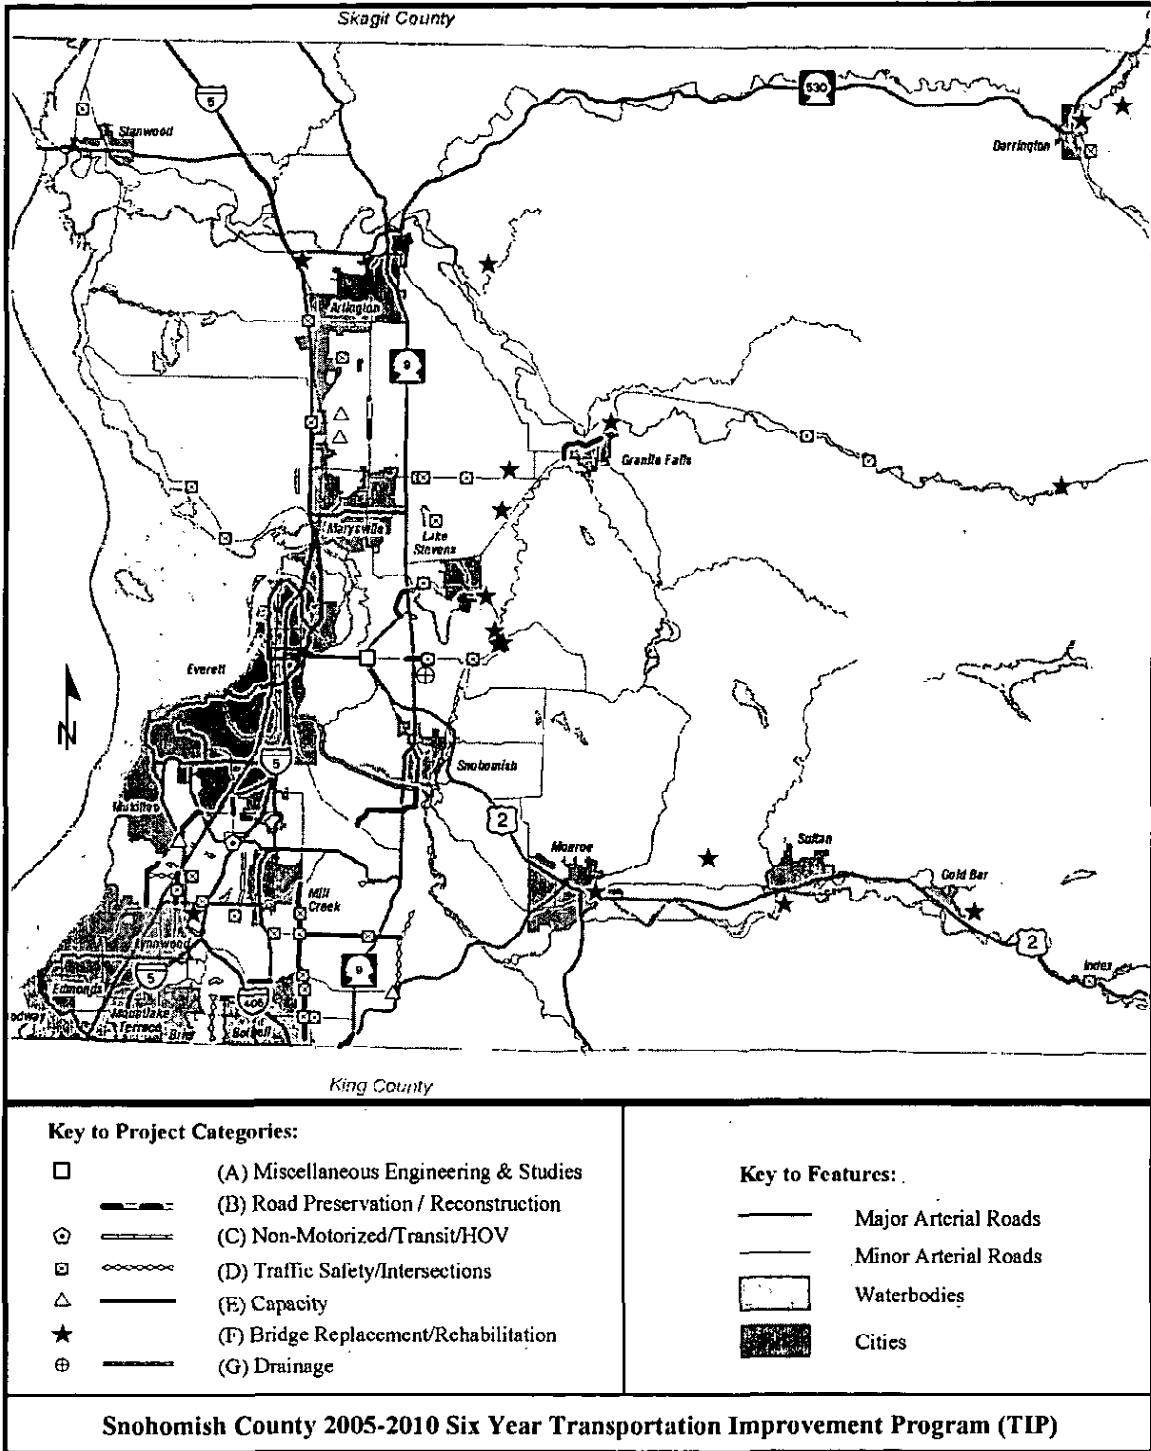 Skagit County
5
530
Stanwood
Darrington
Arlington
9
Granite Falls
Marysville
Lake
Stevens
Everett
5
Snohomish
2
Mukilteo
Monroe
Sultan
Gold Bar
Mill
Creek
Lynnwood
2
9
5
Index
Edmonds
405
Mountlake
Terrace
Brier
Bothell
King County
Key to Project Categories:
(A) Miscellaneous Engineering & Studies
(B) Road Preservation / Reconstruction
(C) Non-Motorized/Transit/HOV
(D) Traffic Safety/Intersections
(E) Capacity
(F) Bridge Replacement/Rehabilitation
(G) Drainage
Key to Features:
Major Arterial Roads
Minor Arterial Roads
Waterbodies
Cities
N
Snohomish County 2005-2010 Six Year Transportation Improvement Program (TIP)